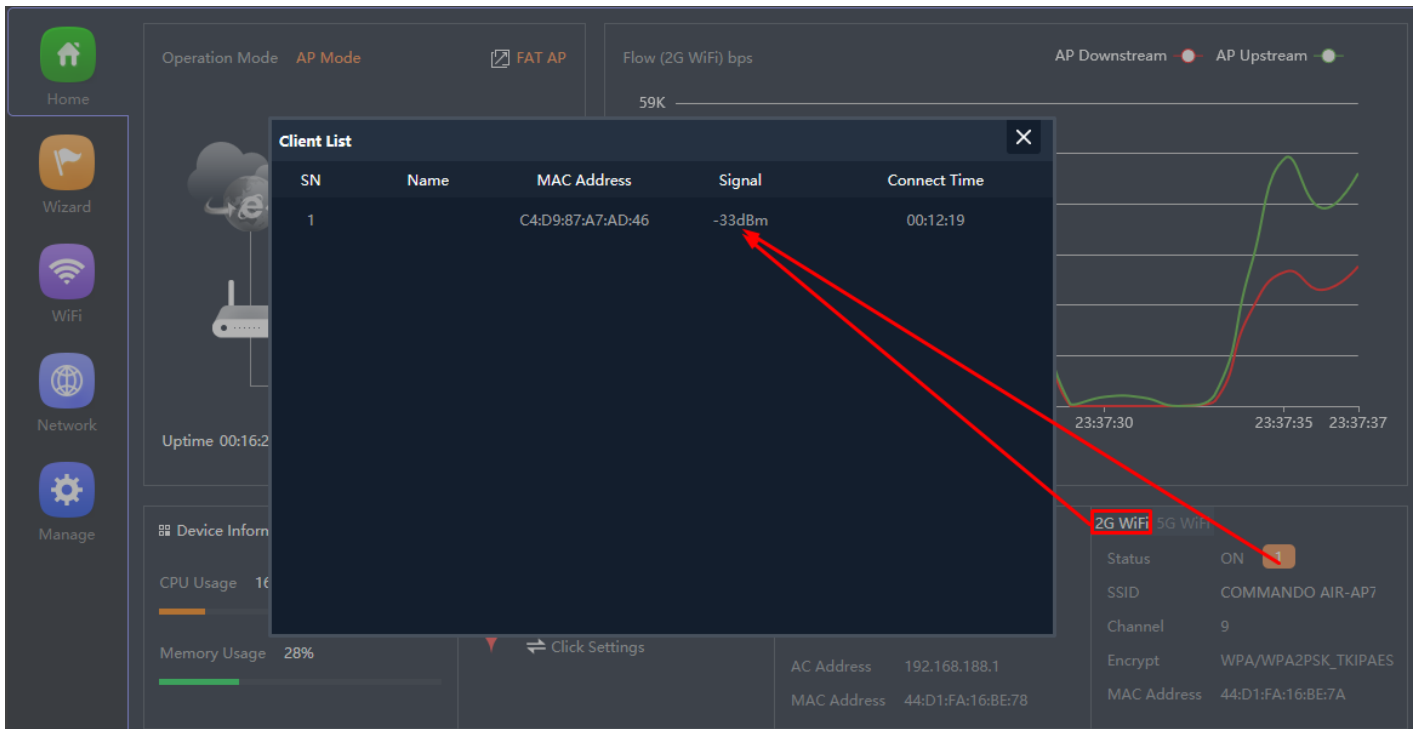 Home
Wizard
WiFi
Network
Manage
Operation Mode AP Mode
FAT AP
Uptime 00:16:2
Flow (2G WiFi) bps
AP Downstream
AP Upstream
59K
23:37:30
23:37:35
23:37:37
Client List
SN Name MAC Address Signal Connect Time
1 C4:D9:87:A7:AD:46 -33dBm 00:12:19
Device Inform
CPU Usage 16
Memory Usage 28%
Click Settings
AC Address 192.168.188.1
MAC Address 44:D1:FA:16:BE:78
2G WiFi 5G WiFi
Status ON 1
SSID COMMANDO AIR-AP7
Channel 9
Encrypt WPA/WPA2PSK_TKIPAES
MAC Address 44:D1:FA:16:BE:7A